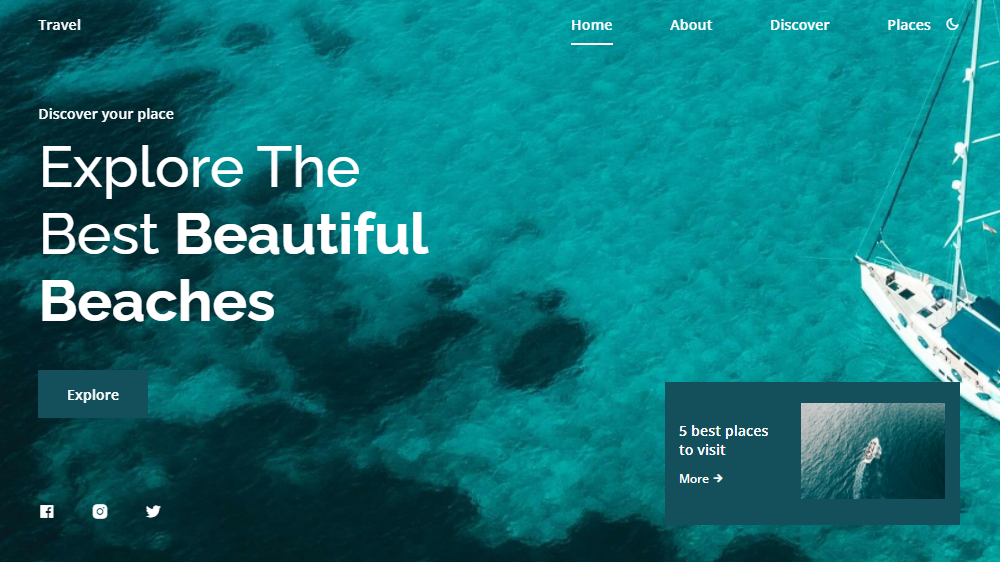 Travel
Home
About
Discover
Places
Discover your place
Explore The
Best Beautiful
Beaches
Explore
5 best places
to visit
More